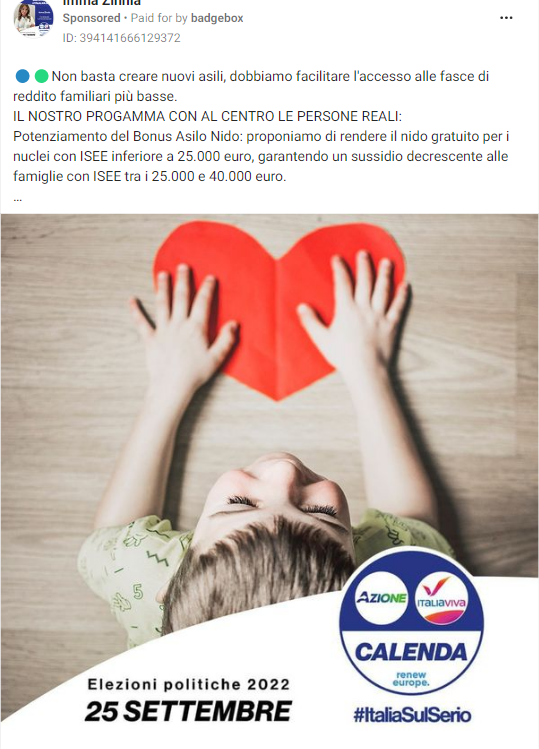 Imma Zinnia
Sponsored • Paid for by badgebox
ID: 394141666129372
Non basta creare nuovi asili, dobbiamo facilitare l'accesso alle fasce di
reddito familiari più basse.
IL NOSTRO PROGAMMA CON AL CENTRO LE PERSONE REALI:
Potenziamento del Bonus Asilo Nido: proponiamo di rendere il nido gratuito per i
nuclei con ISEE inferiore a 25.000 euro, garantendo un sussidio decrescente alle
famiglie con ISEE tra i 25.000 e 40.000 euro.
...
AZIONE
ITALIAVIVA
CALENDA
renew
europe.
Elezioni politiche 2022
25 SETTEMBRE
#ItaliaSulSerio